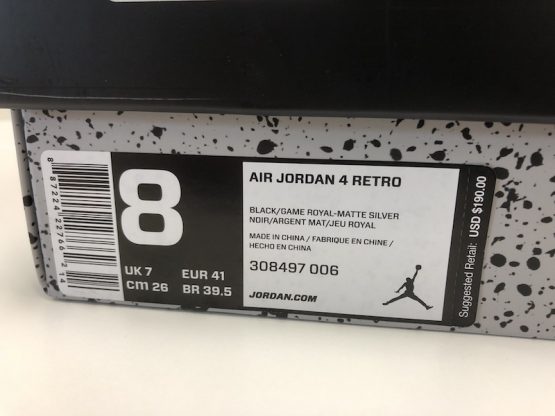 8
UK 7 EUR 41
cm 26 BR 39.5
AIR JORDAN 4 RETRO
BLACK/GAME ROYAL-MATTE SILVER
NOIR/ARGENT MAT/JEU ROYAL
MADE IN CHINA / FABRIQUE EN CHINE /
HECHO EN CHINA
308497 006
JORDAN.COM
Suggested Retail: USD $190.00